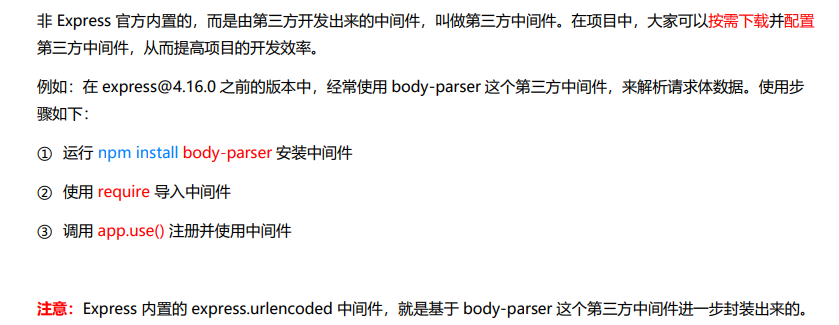 非 Express 官方内置的，而是由第三方开发出来的中间件，叫做第三方中间件。在项目中，大家可以按需下载并配置
第三方中间件，从而提高项目的开发效率。
例如：在 express@4.16.0 之前的版本中，经常使用 body-parser 这个第三方中间件，来解析请求体数据。使用步
骤如下：
① 运行 npm install body-parser 安装中间件
② 使用 require 导入中间件
③ 调用 app.use() 注册并使用中间件
注意：Express 内置的 express.urlencoded 中间件，就是基于 body-parser 这个第三方中间件进一步封装出来的。